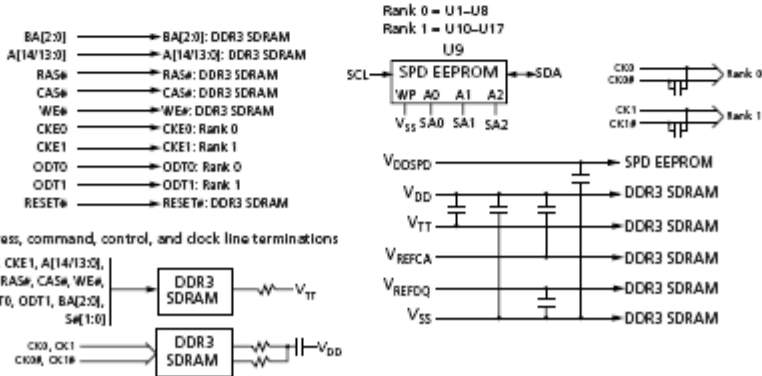 Rank 0 = U1–U8
Rank 1 = U10–U17
BA[2:0] BA[2:0]: DDR3 SDRAM
A[14/13:0] A[14/13:0]: DDR3 SDRAM
RAS# RAS#: DDR3 SDRAM
CAS# CAS#: DDR3 SDRAM
WE# WE#: DDR3 SDRAM
CKE0 CKE0: Rank 0
CKE1 CKE1: Rank 1
ODT0 ODT0: Rank 0
ODT1 ODT1: Rank 1
RESET# RESET#: DDR3 SDRAM
U9
SCL SPD EEPROM SDA
WP A0 A1 A2
VSS SA0 SA1 SA2
CK0
CK0# Rank 0
CK1
CK1# Rank 1
VDDSPD SPD EEPROM
VDD DDR3 SDRAM
VTT DDR3 SDRAM
VREFCA DDR3 SDRAM
VREFDQ DDR3 SDRAM
VSS DDR3 SDRAM
command, control, and clock line terminations
CKE1, A[14/13:0],
RAS#, CAS#, WE#,
ODT1, BA[2:0],
S#[1:0]
DDR3
SDRAM
VTT
CK0, CK1
CK0#, CK1#
DDR3
SDRAM
VDD